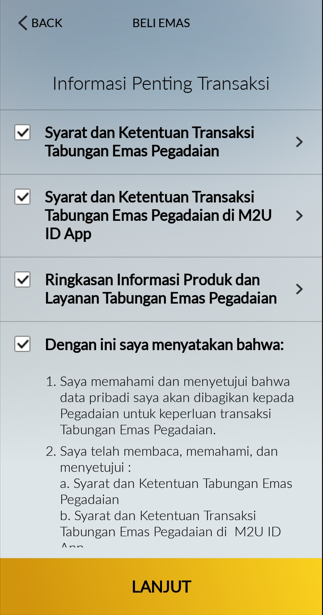 BACK
BELI EMAS
Informasi Penting Transaksi
Syarat dan Ketentuan Transaksi
Tabungan Emas Pegadaian
Syarat dan Ketentuan Transaksi
Tabungan Emas Pegadaian di M2U
ID App
Ringkasan Informasi Produk dan
Layanan Tabungan Emas Pegadaian
Dengan ini saya menyatakan bahwa:
1. Saya memahami dan menyetujui bahwa
data pribadi saya akan dibagikan kepada
Pegadaian untuk keperluan transaksi
Tabungan Emas Pegadaian.
2. Saya telah membaca, memahami, dan
menyetujui :
a. Syarat dan Ketentuan Tabungan Emas
Pegadaian
b. Syarat dan Ketentuan Transaksi
Tabungan Emas Pegadaian di M2U ID
App
LANJUT